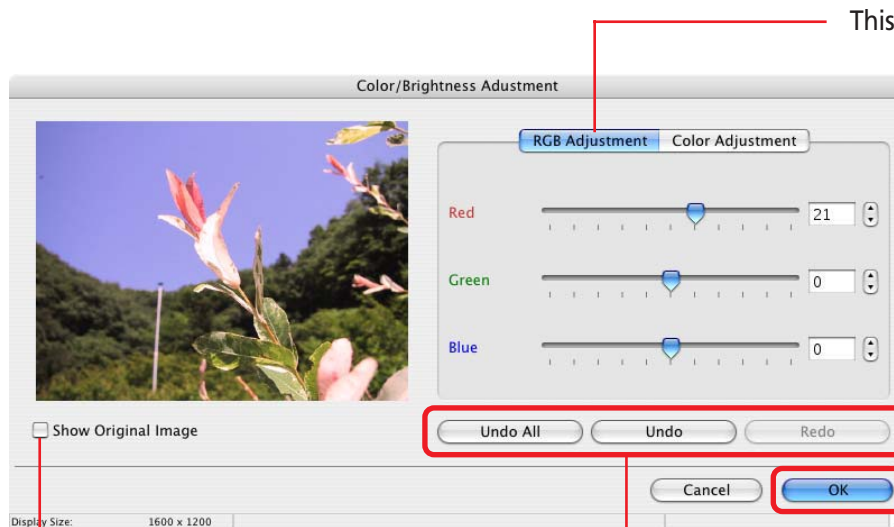 This
Color/Brightness Adustment
RGB Adjustment Color Adjustment
Red 21
Green 0
Blue 0
Show Original Image
Undo All Undo Redo
Cancel OK
Display Size: 1600 x 1200